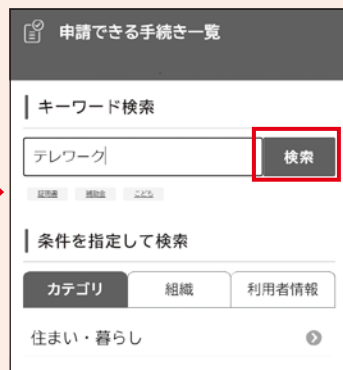 申請できる手続き一覧
キーワード検索
テレワーク 検索
証明書 補助金 こども
条件を指定して検索
カテゴリ 組織 利用者情報
住まい・暮らし